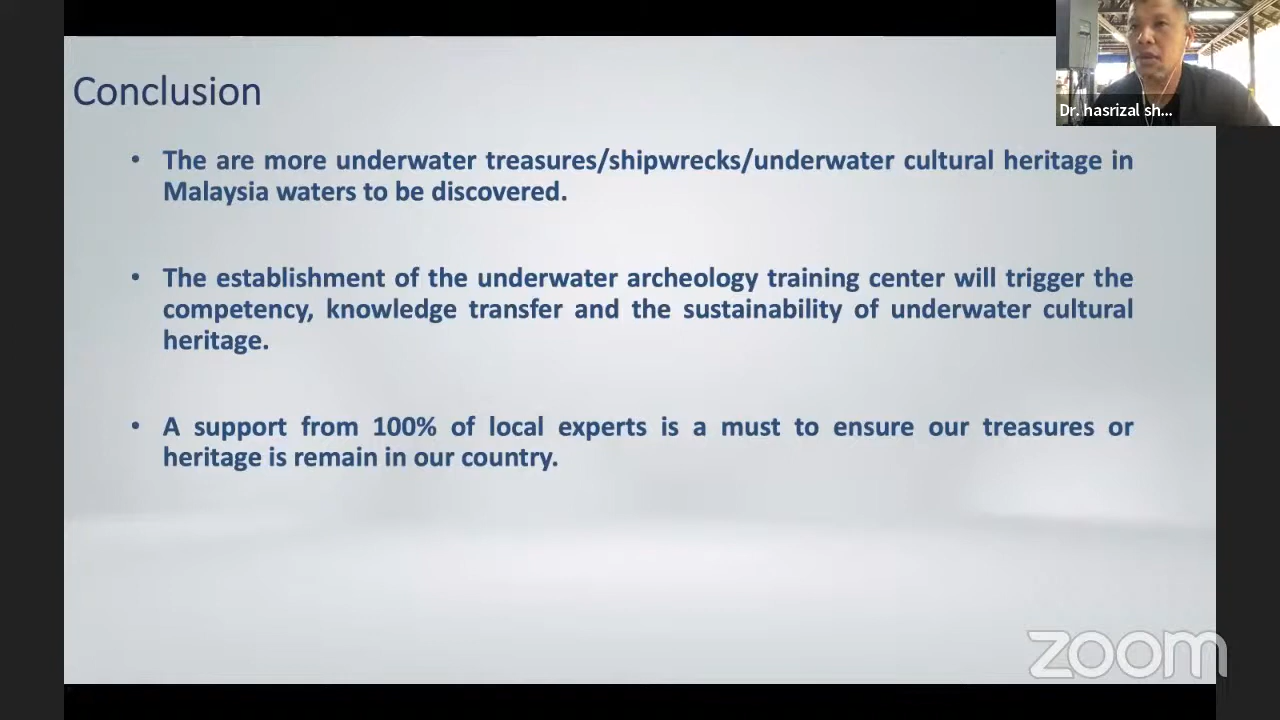 Conclusion
Dr. hasrizal sh...
• The are more underwater treasures/shipwrecks/underwater cultural heritage in
Malaysia waters to be discovered.
• The establishment of the underwater archeology training center will trigger the
competency, knowledge transfer and the sustainability of underwater cultural
heritage.
• A support from 100% of local experts is a must to ensure our treasures or
heritage is remain in our country.
zoom